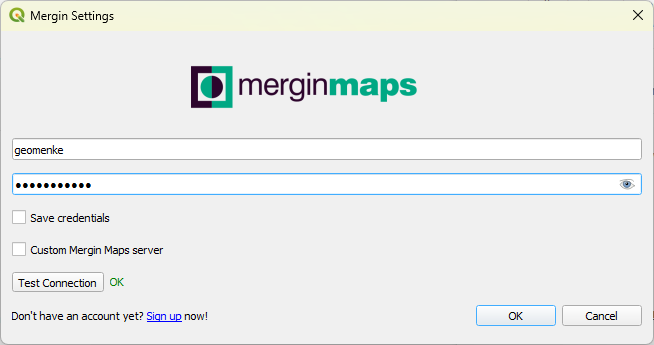 Mergin Settings
merginmaps
geomenke
•••••••••••
Save credentials
Custom Mergin Maps server
Test Connection OK
Don't have an account yet? Sign up now! OK Cancel